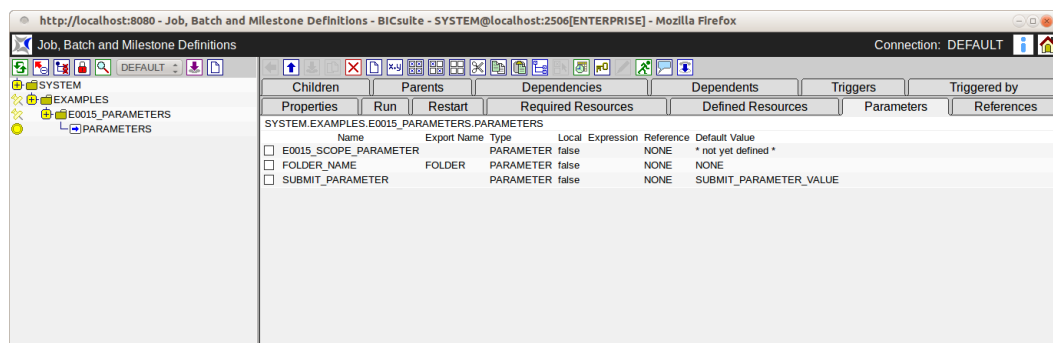 http://localhost:8080 - Job, Batch and Milestone Definitions - BICsuite - SYSTEM@localhost:2506[ENTERPRISE] - Mozilla Firefox
Job, Batch and Milestone Definitions
Connection: DEFAULT
DEFAULT
SYSTEM
EXAMPLES
E0015_PARAMETERS
PARAMETERS
Children Parents Dependencies Dependents Triggers Triggered by
Properties Run Restart Required Resources Defined Resources Parameters References
SYSTEM.EXAMPLES.E0015_PARAMETERS.PARAMETERS
Name Export Name Type Local Expression Reference Default Value
E0015_SCOPE_PARAMETER PARAMETER false NONE * not yet defined *
FOLDER_NAME FOLDER PARAMETER false NONE NONE
SUBMIT_PARAMETER PARAMETER false NONE SUBMIT_PARAMETER_VALUE